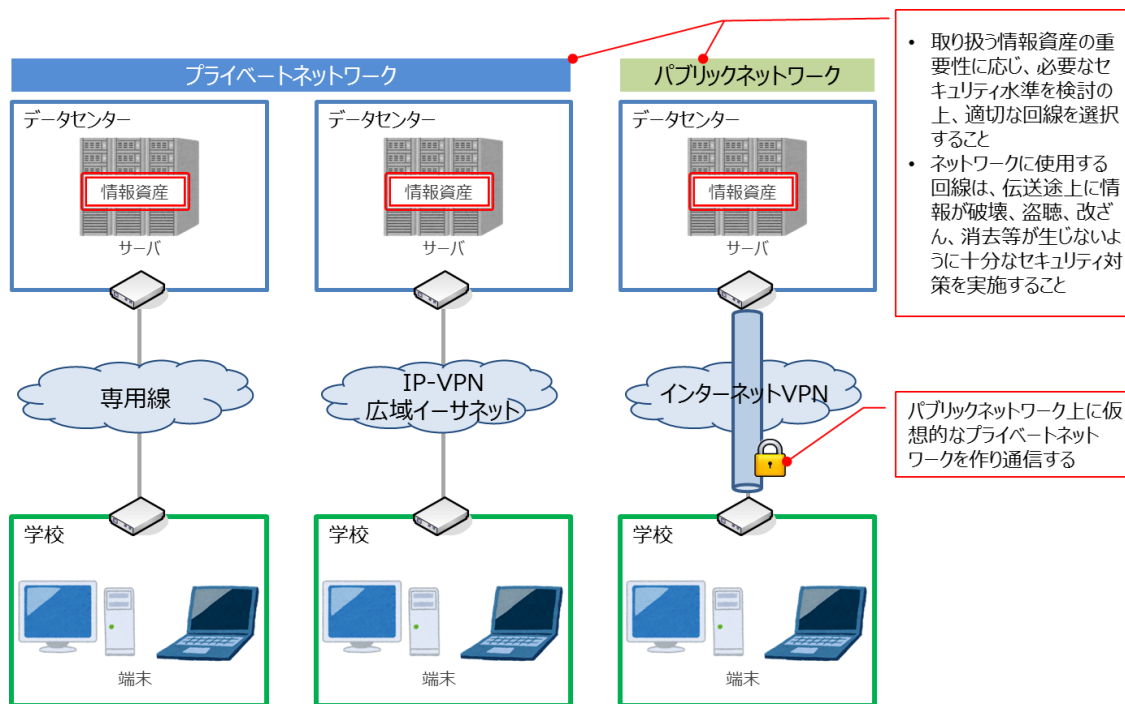 プライベートネットワーク
パブリックネットワーク
データセンター
情報資産
サーバ
データセンター
情報資産
サーバ
データセンター
情報資産
サーバ
専用線
IP-VPN
広域イーサネット
インターネットVPN
学校
端末
学校
端末
学校
端末
• 取り扱う情報資産の重
要性に応じ、必要なセ
キュリティ水準を検討の
上、適切な回線を選択
すること
• ネットワークに使用する
回線は、伝送途上に情
報が破壊、盗聴、改ざ
ん、消去等が生じないよ
うに十分なセキュリティ対
策を実施すること
パブリックネットワーク上に仮
想的なプライベートネット
ワークを作り通信する